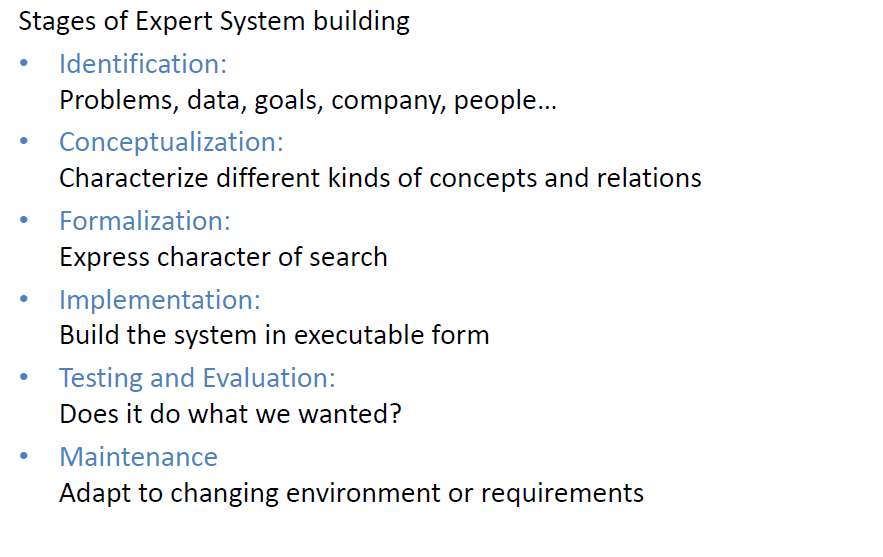 Stages of Expert System building
• Identification:
Problems, data, goals, company, people...
• Conceptualization:
Characterize different kinds of concepts and relations
• Formalization:
Express character of search
• Implementation:
Build the system in executable form
• Testing and Evaluation:
Does it do what we wanted?
• Maintenance
Adapt to changing environment or requirements